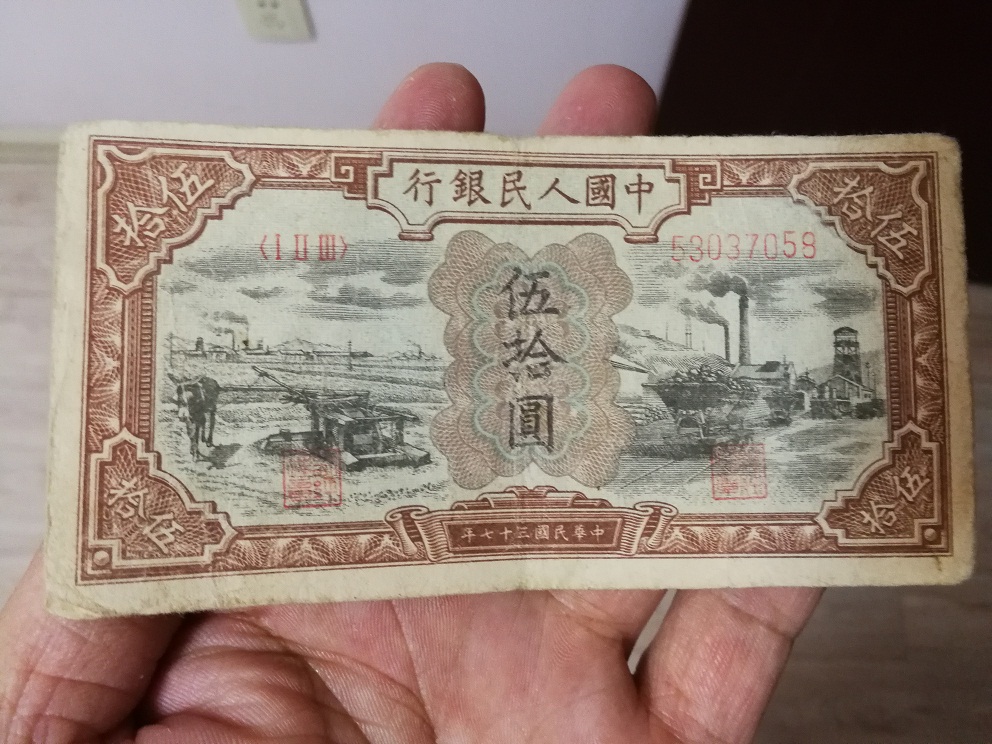 中國人民銀行
伍拾
伍拾
〈I II III〉
53037058
伍拾圓
伍拾
伍拾
中華民國三十七年